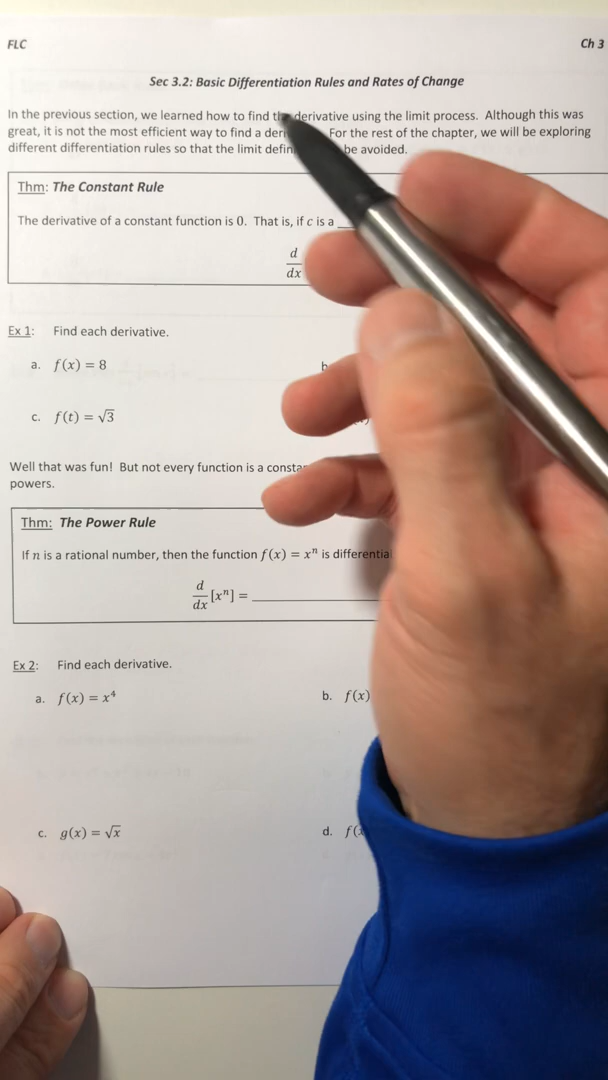 FLC Ch 3
Sec 3.2: Basic Differentiation Rules and Rates of Change
In the previous section, we learned how to find the derivative using the limit process. Although this was
great, it is not the most efficient way to find a For the rest of the chapter, we will be exploring
different differentiation rules so that the limit be avoided.
Thm: The Constant Rule
The derivative of a constant function is 0. That is, if c is a
d
dx
Ex 1: Find each derivative.
a. f(x) = 8
c. f(t) = √3
Well that was fun! But not every function is a
powers.
Thm: The Power Rule
If n is a rational number, then the function f(x) = xⁿ is
d/dx [xⁿ] = ____________
Ex 2: Find each derivative.
a. f(x) = x⁴ b. f(x)
c. g(x) = √x d.